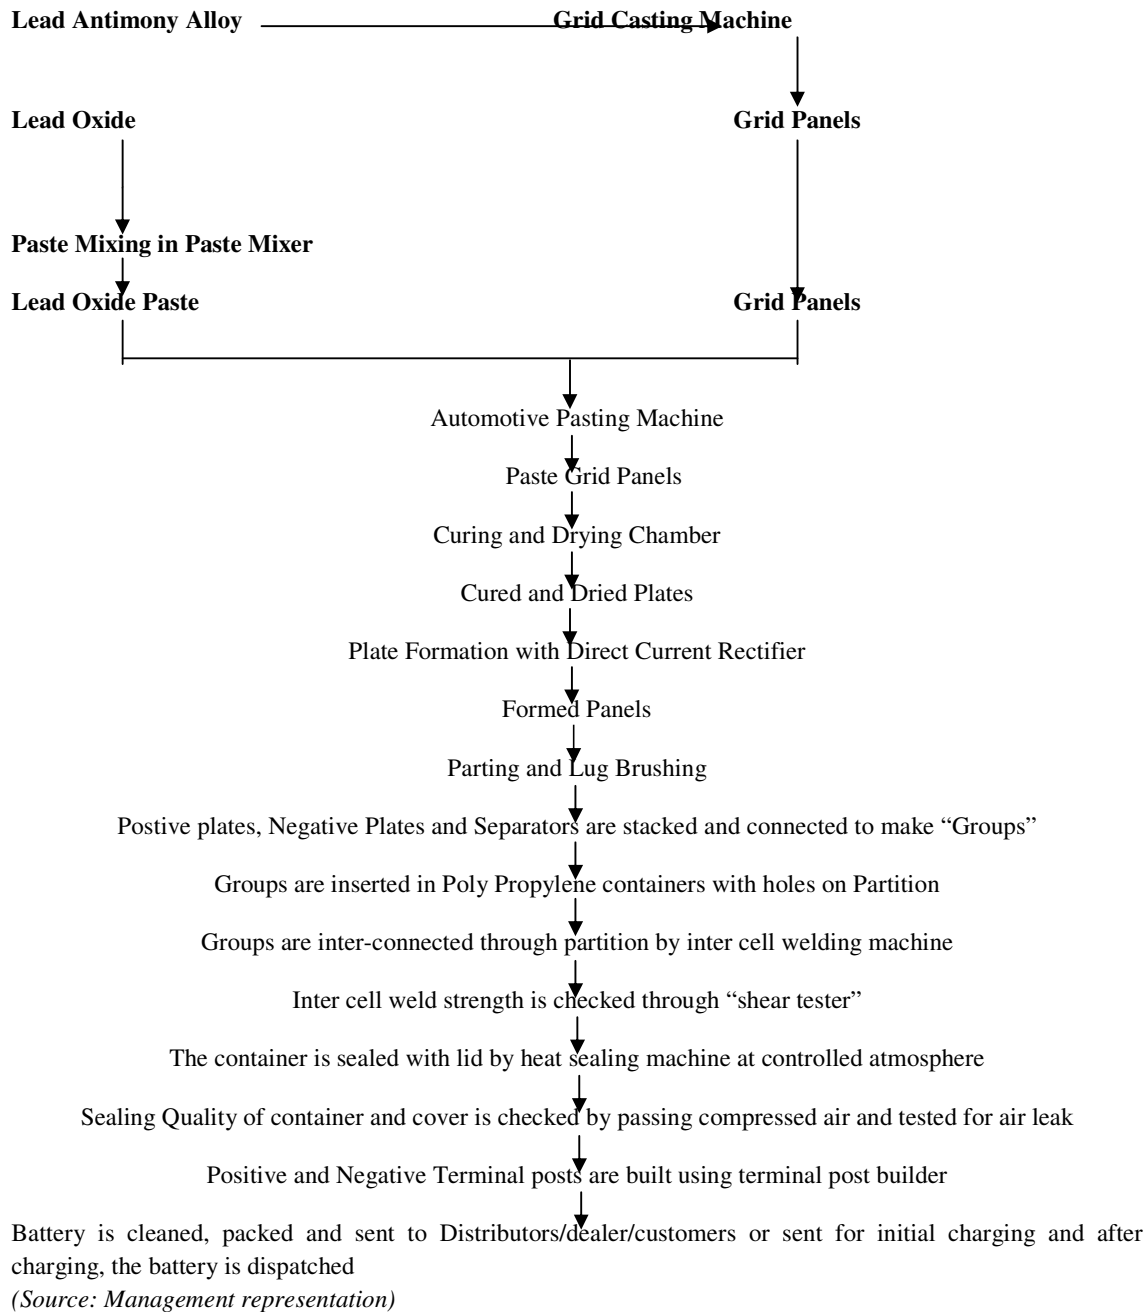 Lead Antimony Alloy Grid Casting Machine
Lead Oxide Grid Panels
Paste Mixing in Paste Mixer
Lead Oxide Paste Grid Panels
Automotive Pasting Machine
Paste Grid Panels
Curing and Drying Chamber
Cured and Dried Plates
Plate Formation with Direct Current Rectifier
Formed Panels
Parting and Lug Brushing
Postive plates, Negative Plates and Separators are stacked and connected to make “Groups”
Groups are inserted in Poly Propylene containers with holes on Partition
Groups are inter-connected through partition by inter cell welding machine
Inter cell weld strength is checked through “shear tester”
The container is sealed with lid by heat sealing machine at controlled atmosphere
Sealing Quality of container and cover is checked by passing compressed air and tested for air leak
Positive and Negative Terminal posts are built using terminal post builder
Battery is cleaned, packed and sent to Distributors/dealer/customers or sent for initial charging and after
charging, the battery is dispatched
(Source: Management representation)